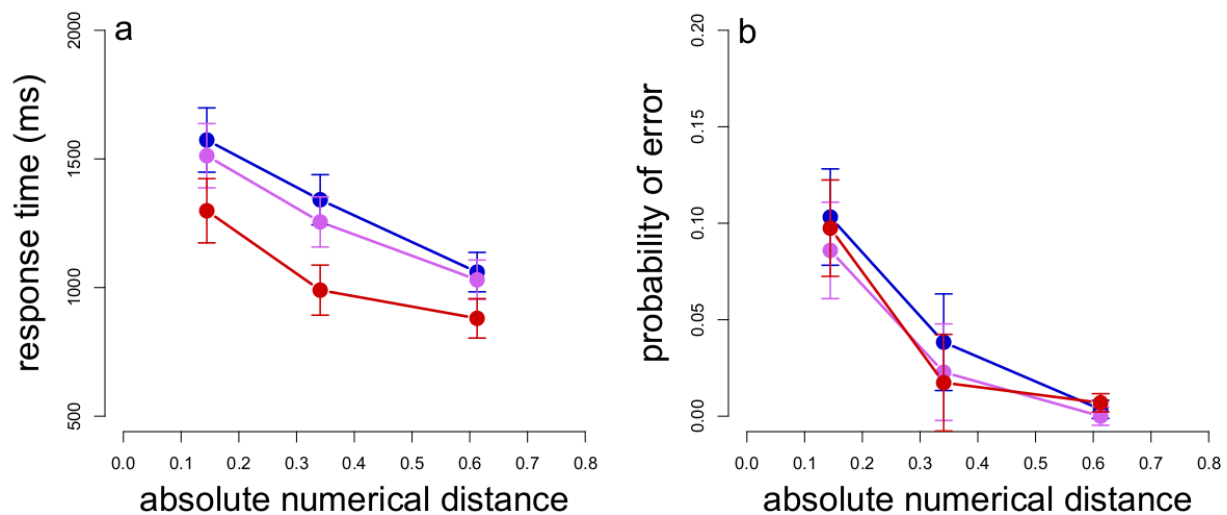 a
response time (ms)
2000
1500
1000
500
0.0 0.1 0.2 0.3 0.4 0.5 0.6 0.7 0.8
absolute numerical distance
b
probability of error
0.20
0.15
0.10
0.05
0.00
0.0 0.1 0.2 0.3 0.4 0.5 0.6 0.7 0.8
absolute numerical distance